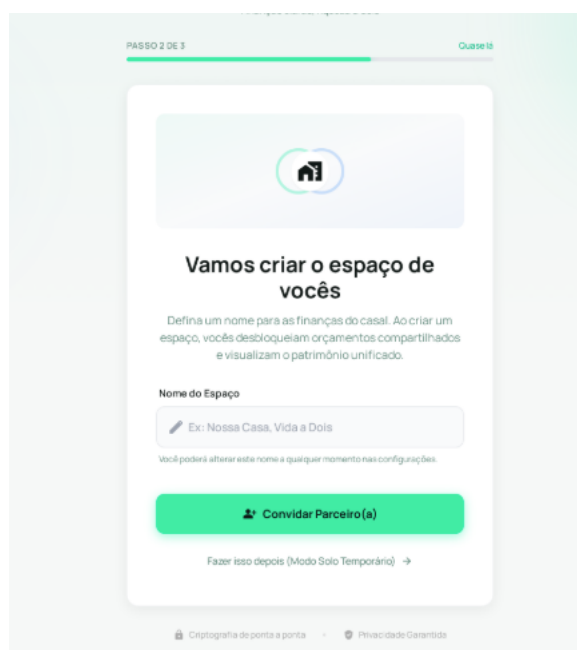 PASSO 2 DE 3
Quase lá
Vamos criar o espaço de
vocês
Defina um nome para as finanças do casal. Ao criar um
espaço, vocês desbloqueiam orçamentos compartilhados
e visualizam o patrimônio unificado.
Nome do Espaço
Ex: Nossa Casa, Vida a Dois
Você poderá alterar este nome a qualquer momento nas configurações.
Convidar Parceiro(a)
Fazer isso depois (Modo Solo Temporário) →
Criptografia de ponta a ponta • Privacidade Garantida